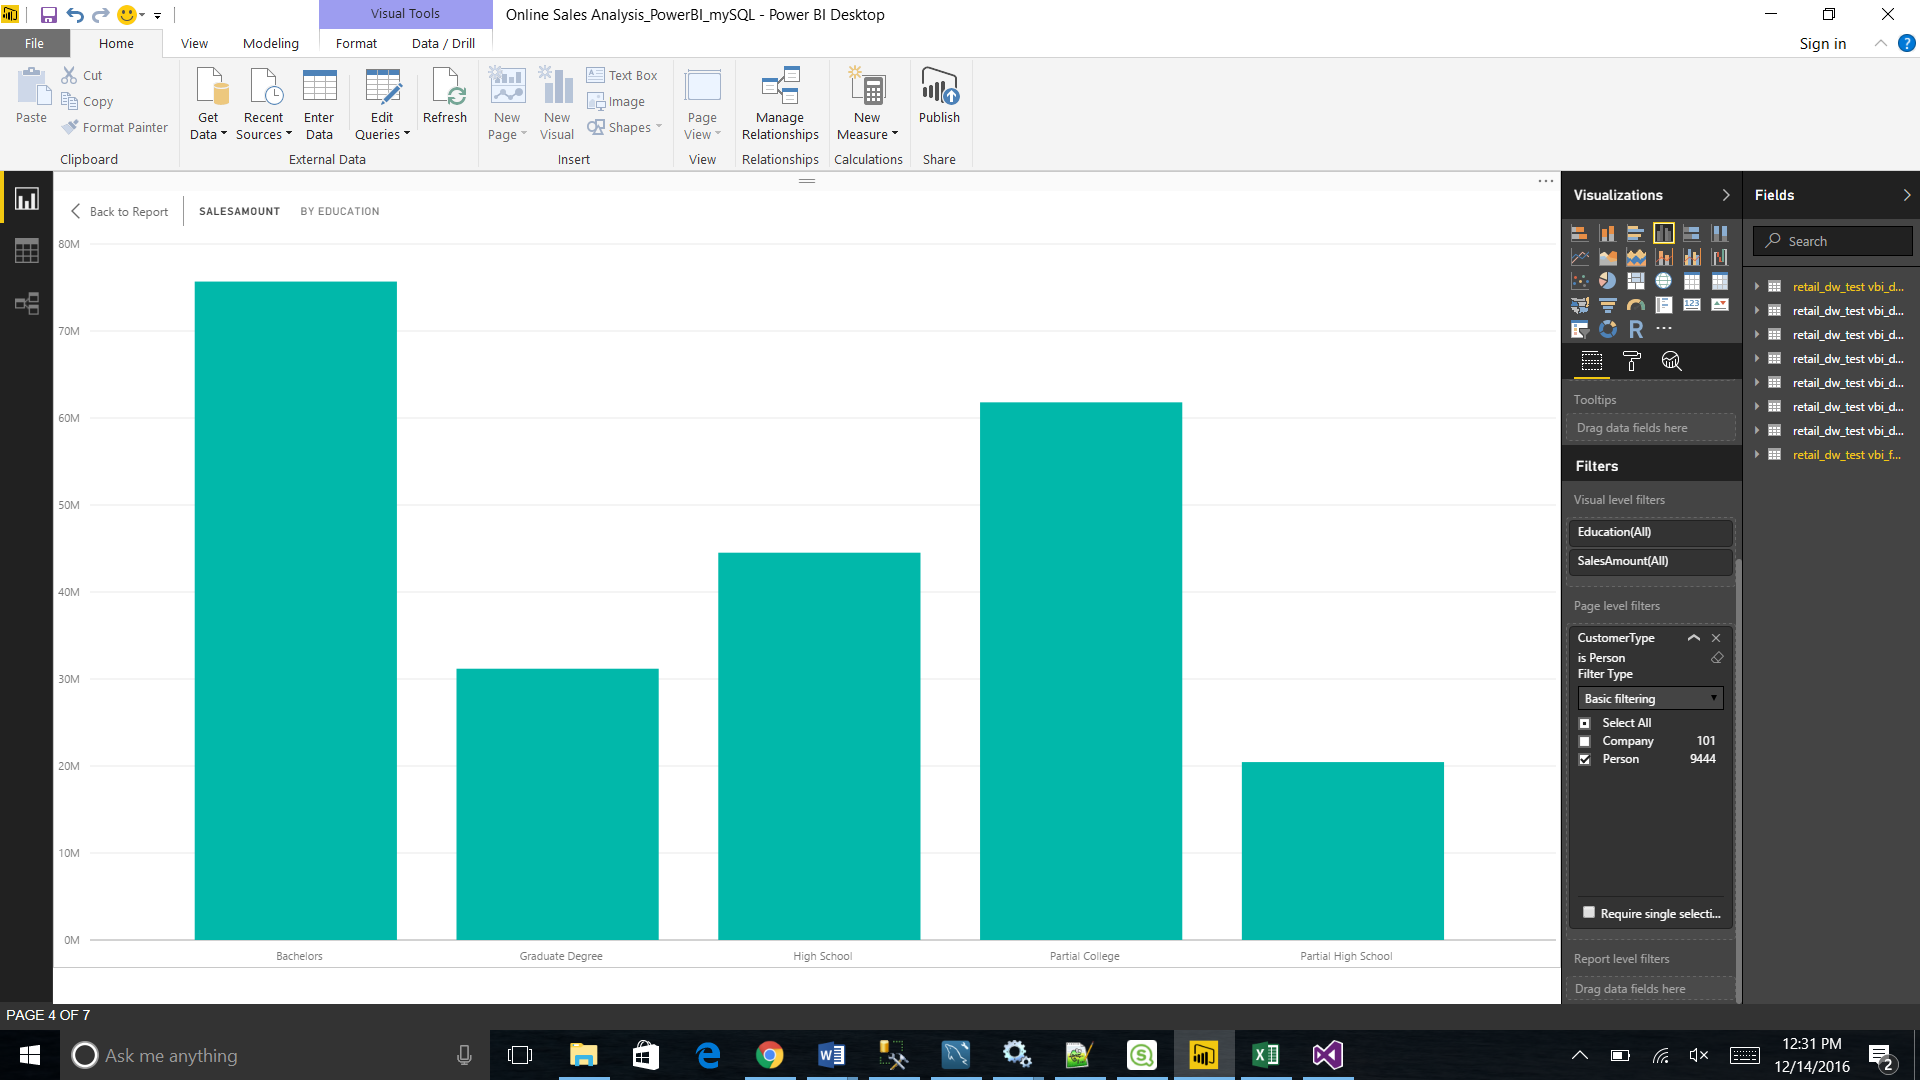 Visual Tools
Online Sales Analysis_PowerBI_mySQL - Power BI Desktop
File
Home
View
Modeling
Format
Data / Drill
Sign in
?
Paste
Cut
Copy
Format Painter
Clipboard
Get Data
Recent Sources
Enter Data
Edit Queries
Refresh
External Data
New Page
New Visual
Text Box
Image
Shapes
Insert
Page View
View
Manage Relationships
Relationships
New Measure
Calculations
Publish
Share
Back to Report
SALESAMOUNT BY EDUCATION
80M
70M
60M
50M
40M
30M
20M
10M
0M
Bachelors
Graduate Degree
High School
Partial College
Partial High School
Visualizations
123
R
Tooltips
Drag data fields here
Filters
Visual level filters
Education(All)
SalesAmount(All)
Page level filters
CustomerType
is Person
Filter Type
Basic filtering
Select All
Company 101
Person 9444
Require single selecti...
Report level filters
Drag data fields here
Fields
Search
retail_dw_test vbi_d...
retail_dw_test vbi_d...
retail_dw_test vbi_d...
retail_dw_test vbi_d...
retail_dw_test vbi_d...
retail_dw_test vbi_d...
retail_dw_test vbi_d...
retail_dw_test vbi_f...
PAGE 4 OF 7
Ask me anything
12:31 PM
12/14/2016
2